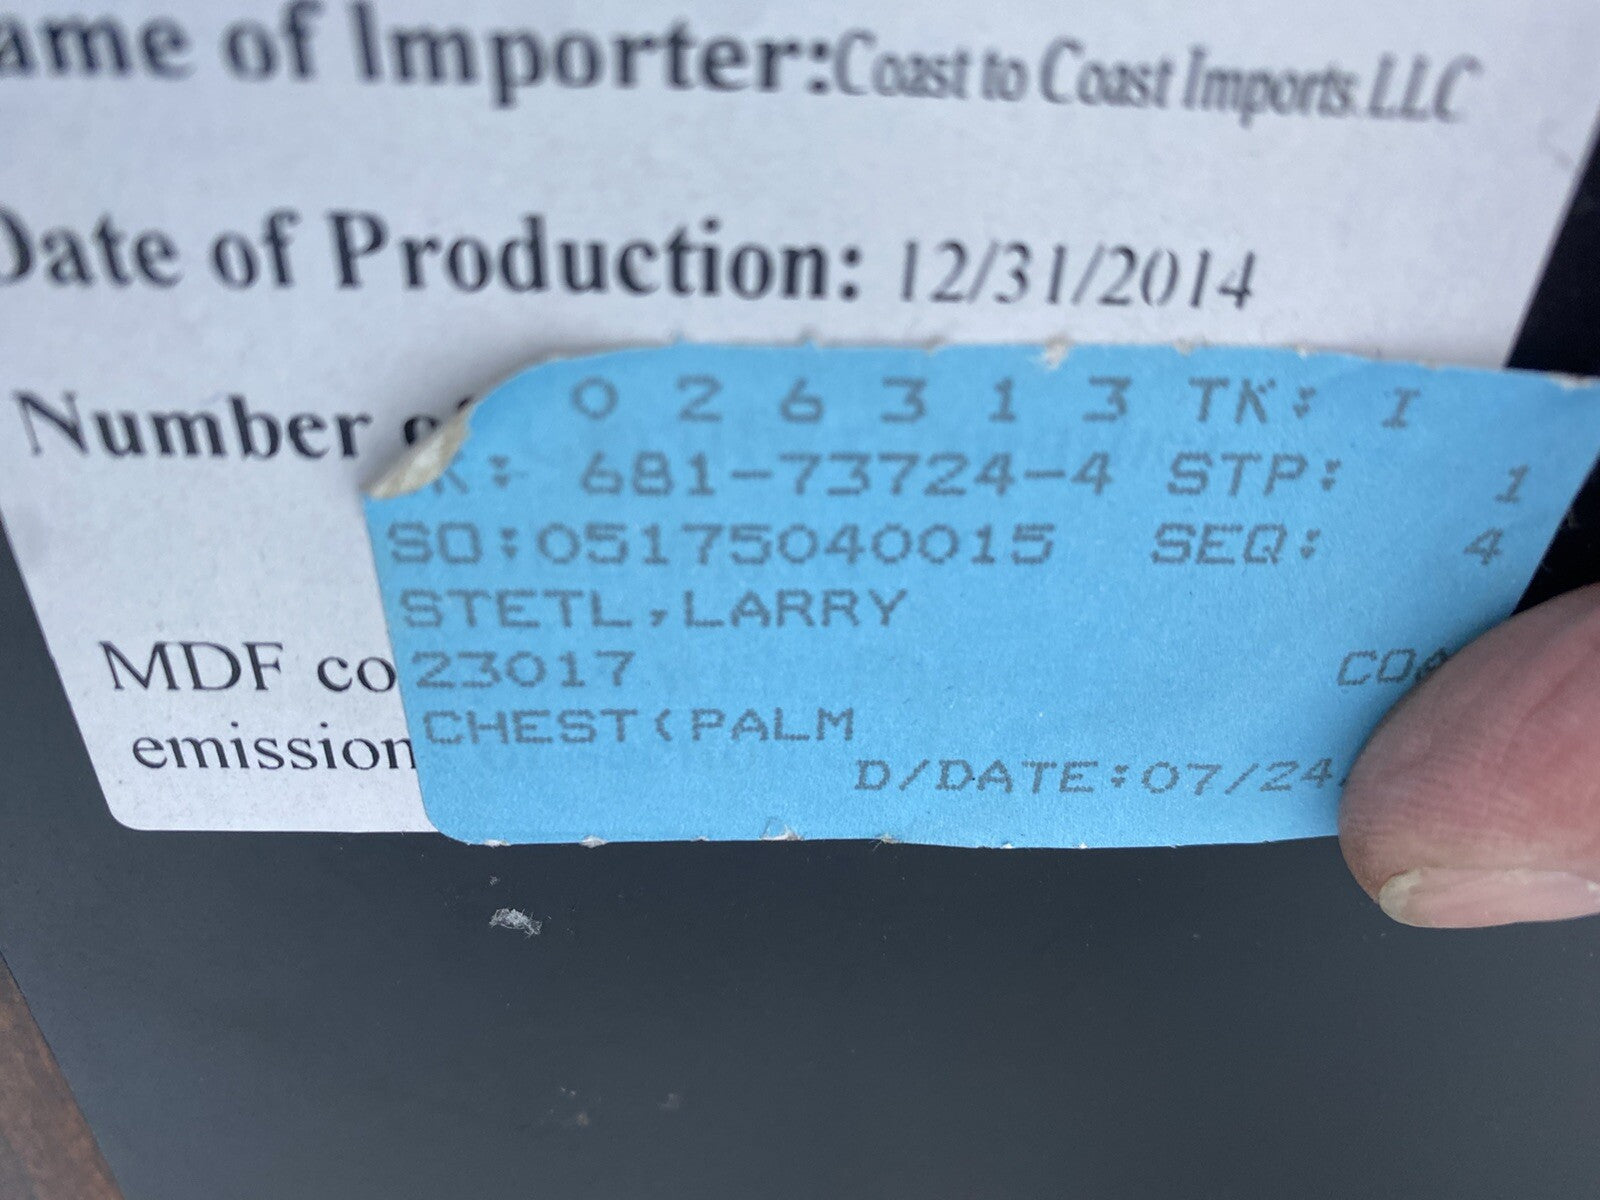 ame of Importer:Coast to Coast Imports.LLC
Date of Production: 12/31/2014
Number o
0 2 6 3 1 3 TK: I
K: 681-73724-4 STP: 1
SO:05175040015 SEQ: 4
STETL,LARRY
23017 COA
CHEST(PALM
D/DATE:07/24
MDF co
emission